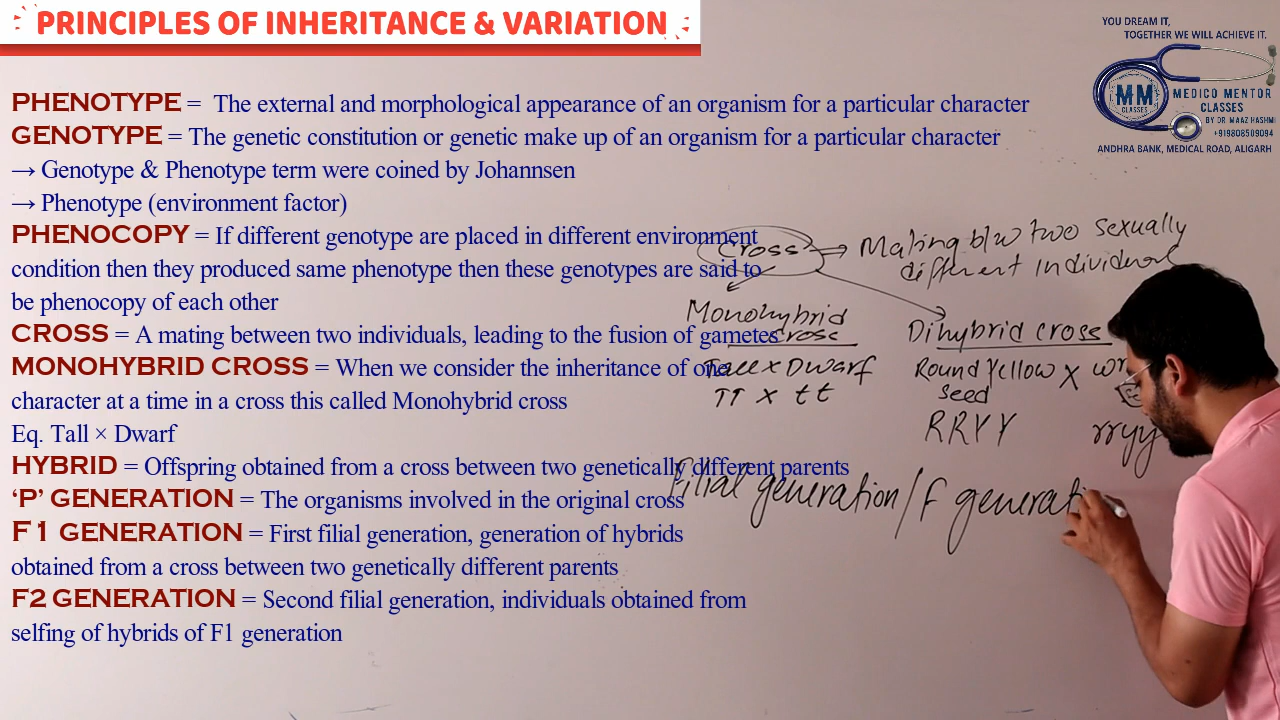 PRINCIPLES OF INHERITANCE & VARIATION
YOU DREAM IT,
TOGETHER WE WILL ACHIEVE IT.
MM
CLASSES
MEDICO MENTOR
CLASSES
BY DR MAAZ HASHMI
+919808509094
ANDHRA BANK, MEDICAL ROAD, ALIGARH
PHENOTYPE = The external and morphological appearance of an organism for a particular character
GENOTYPE = The genetic constitution or genetic make up of an organism for a particular character
→ Genotype & Phenotype term were coined by Johannsen
→ Phenotype (environment factor)
PHENOCOPY = If different genotype are placed in different environment
condition then they produced same phenotype then these genotypes are said to
be phenocopy of each other
CROSS = A mating between two individuals, leading to the fusion of gametes
MONOHYBRID CROSS = When we consider the inheritance of one
character at a time in a cross this called Monohybrid cross
Eq. Tall × Dwarf
HYBRID = Offspring obtained from a cross between two genetically different parents
‘P’ GENERATION = The organisms involved in the original cross
F1 GENERATION = First filial generation, generation of hybrids
obtained from a cross between two genetically different parents
F2 GENERATION = Second filial generation, individuals obtained from
selfing of hybrids of F1 generation
Cross → Mating b/w two sexually
different individual
Monohybrid
Cross
Tall × Dwarf
TT × tt
Dihybrid cross
Round Yellow × wr
Seed
RRYY rryy
Filial generation/F generati